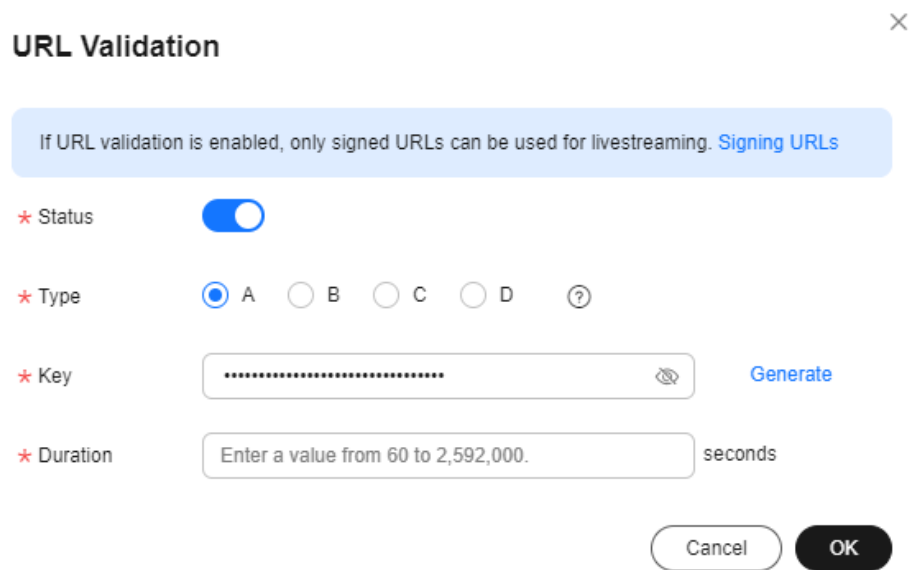 URL Validation
If URL validation is enabled, only signed URLs can be used for livestreaming. Signing URLs
* Status
* Type A B C D ?
* Key •••••••••••••••••••••••••••••••• Generate
* Duration Enter a value from 60 to 2,592,000. seconds
Cancel OK